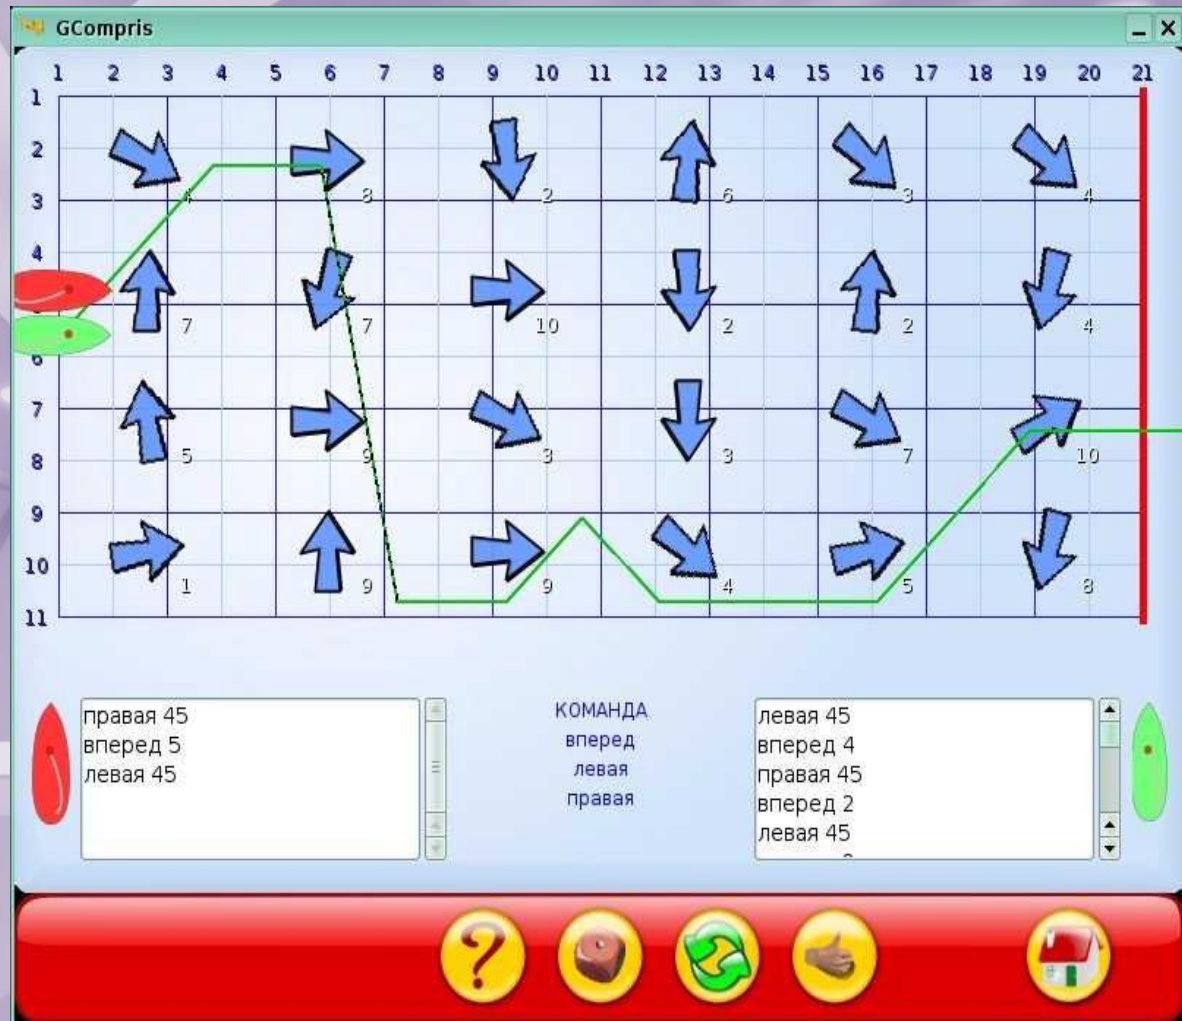 GCompris
1 2 3 4 5 6 7 8 9 10 11 12 13 14 15 16 17 18 19 20 21
1
2
4 8 2 6 3 4
3
4
7 7 10 2 2 4
6
7
5 9 3 3 7 10
8
9
10
1 9 9 4 5 8
11
правая 45
вперед 5
левая 45
КОМАНДА
вперед
левая
правая
левая 45
вперед 4
правая 45
вперед 2
левая 45
?